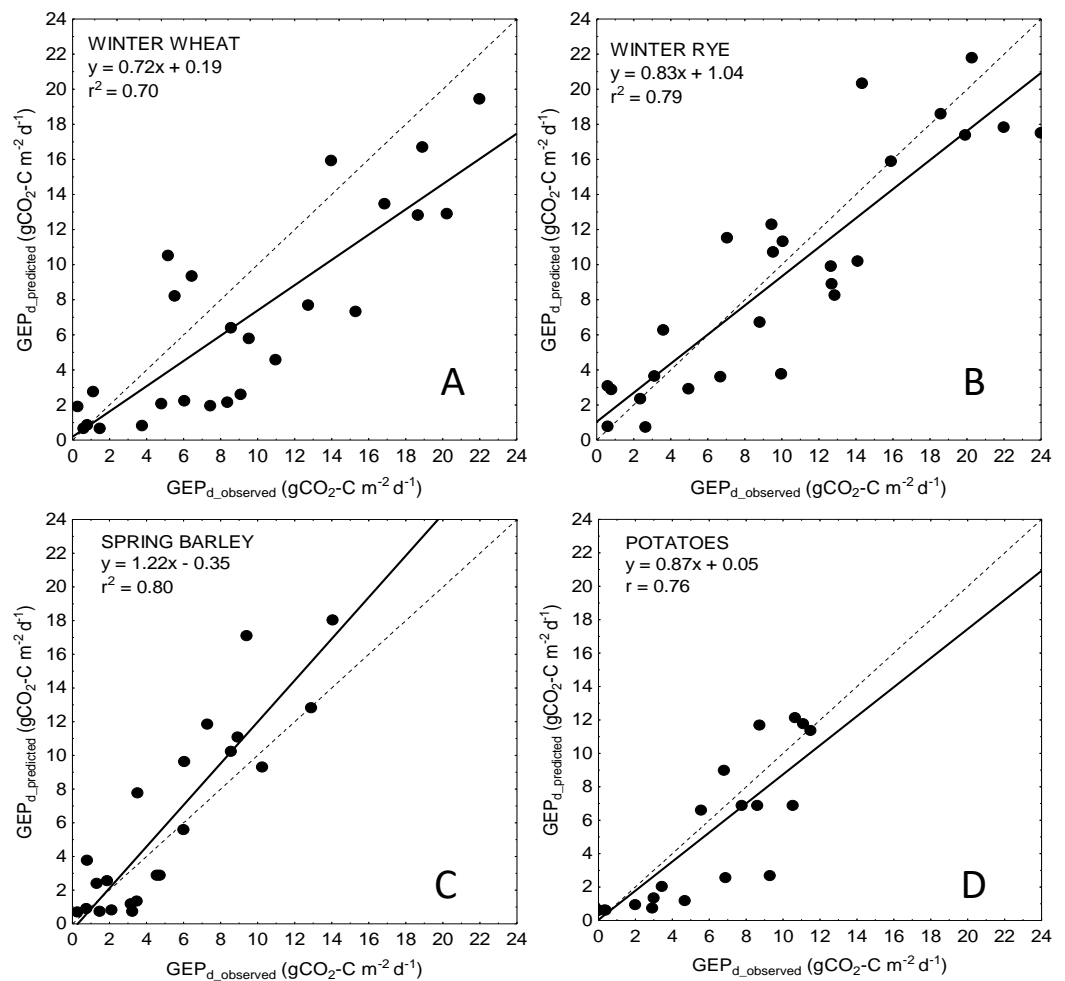 WINTER WHEAT
y = 0.72x + 0.19
r² = 0.70
24
22
20
18
16
14
12
10
8
6
4
2
0
GEPd_predicted (gCO₂-C m⁻² d⁻¹)
A
0 2 4 6 8 10 12 14 16 18 20 22 24
GEPd_observed (gCO₂-C m⁻² d⁻¹)
WINTER RYE
y = 0.83x + 1.04
r² = 0.79
24
22
20
18
16
14
12
10
8
6
4
2
0
GEPd_predicted (gCO₂-C m⁻² d⁻¹)
B
0 2 4 6 8 10 12 14 16 18 20 22 24
GEPd_observed (gCO₂-C m⁻² d⁻¹)
SPRING BARLEY
y = 1.22x - 0.35
r² = 0.80
24
22
20
18
16
14
12
10
8
6
4
2
0
GEPd_predicted (gCO₂-C m⁻² d⁻¹)
C
0 2 4 6 8 10 12 14 16 18 20 22 24
GEPd_observed (gCO₂-C m⁻² d⁻¹)
POTATOES
y = 0.87x + 0.05
r = 0.76
24
22
20
18
16
14
12
10
8
6
4
2
0
GEPd_predicted (gCO₂-C m⁻² d⁻¹)
D
0 2 4 6 8 10 12 14 16 18 20 22 24
GEPd_observed (gCO₂-C m⁻² d⁻¹)